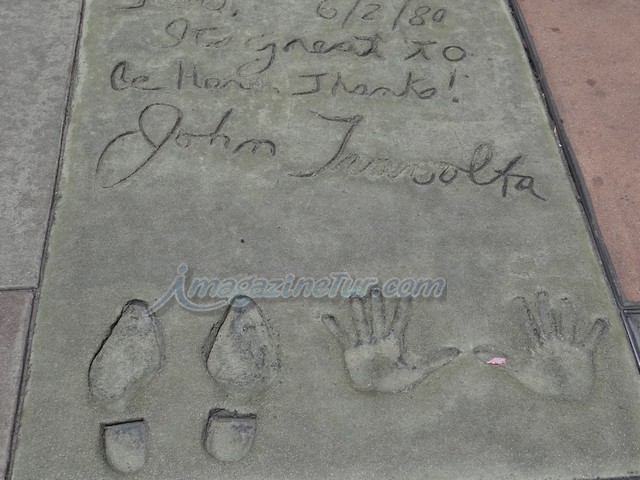 6/2/80
It's great to
be Here. Thanks!
John Travolta
imagazineTur.com